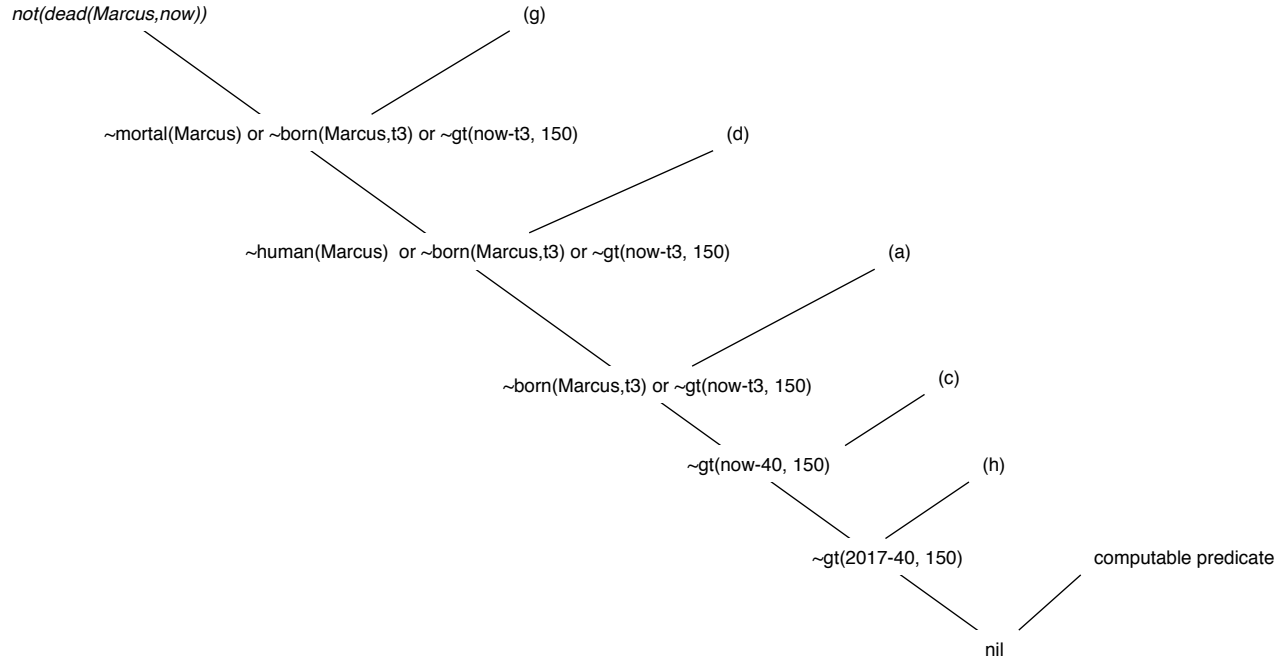 not(dead(Marcus,now))
(g)
~mortal(Marcus) or ~born(Marcus,t3) or ~gt(now-t3, 150)
(d)
~human(Marcus)  or ~born(Marcus,t3) or ~gt(now-t3, 150)
(a)
~born(Marcus,t3) or ~gt(now-t3, 150)
(c)
~gt(now-40, 150)
(h)
~gt(2017-40, 150)
computable predicate
nil